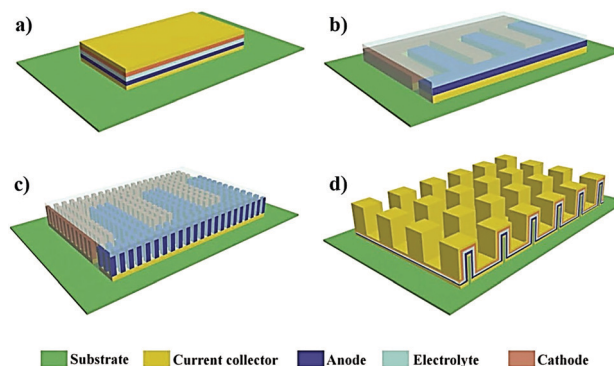 a)
b)
c)
d)
Substrate
Current collector
Anode
Electrolyte
Cathode